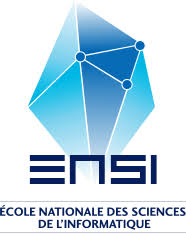 ENSI
ÉCOLE NATIONALE DES SCIENCES
DE L'INFORMATIQUE